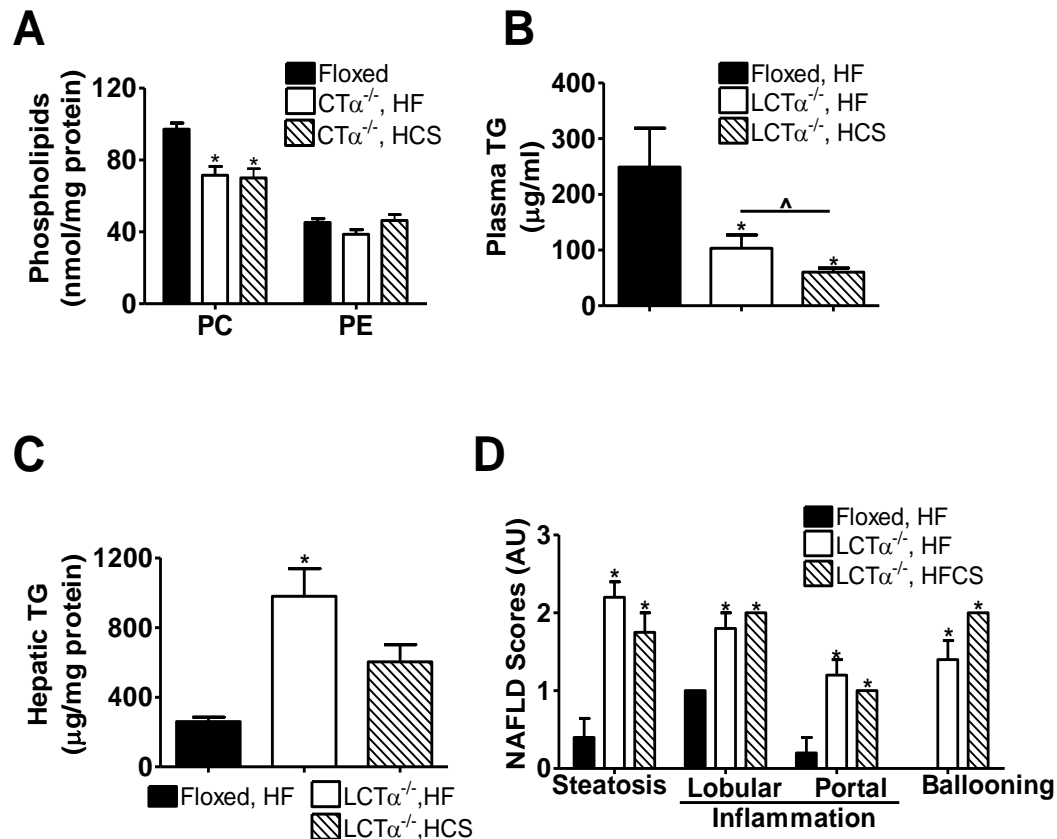 A
Phospholipids
(nmol/mg protein)
120
80
40
0
Floxed
CTα-/-, HF
CTα-/-, HCS
* *
PC PE
B
Plasma TG
(μg/ml)
400
300
200
100
0
Floxed, HF
LCTα-/-, HF
LCTα-/-, HCS
^
* *
C
Hepatic TG
(μg/mg protein)
1200
800
400
0
*
Floxed, HF
LCTα-/-,HF
LCTα-/-,HCS
D
NAFLD Scores (AU)
3
2
1
0
Floxed, HF
LCTα-/-, HF
LCTα-/-, HFCS
* * * * * * * *
Steatosis Lobular Portal Ballooning
Inflammation